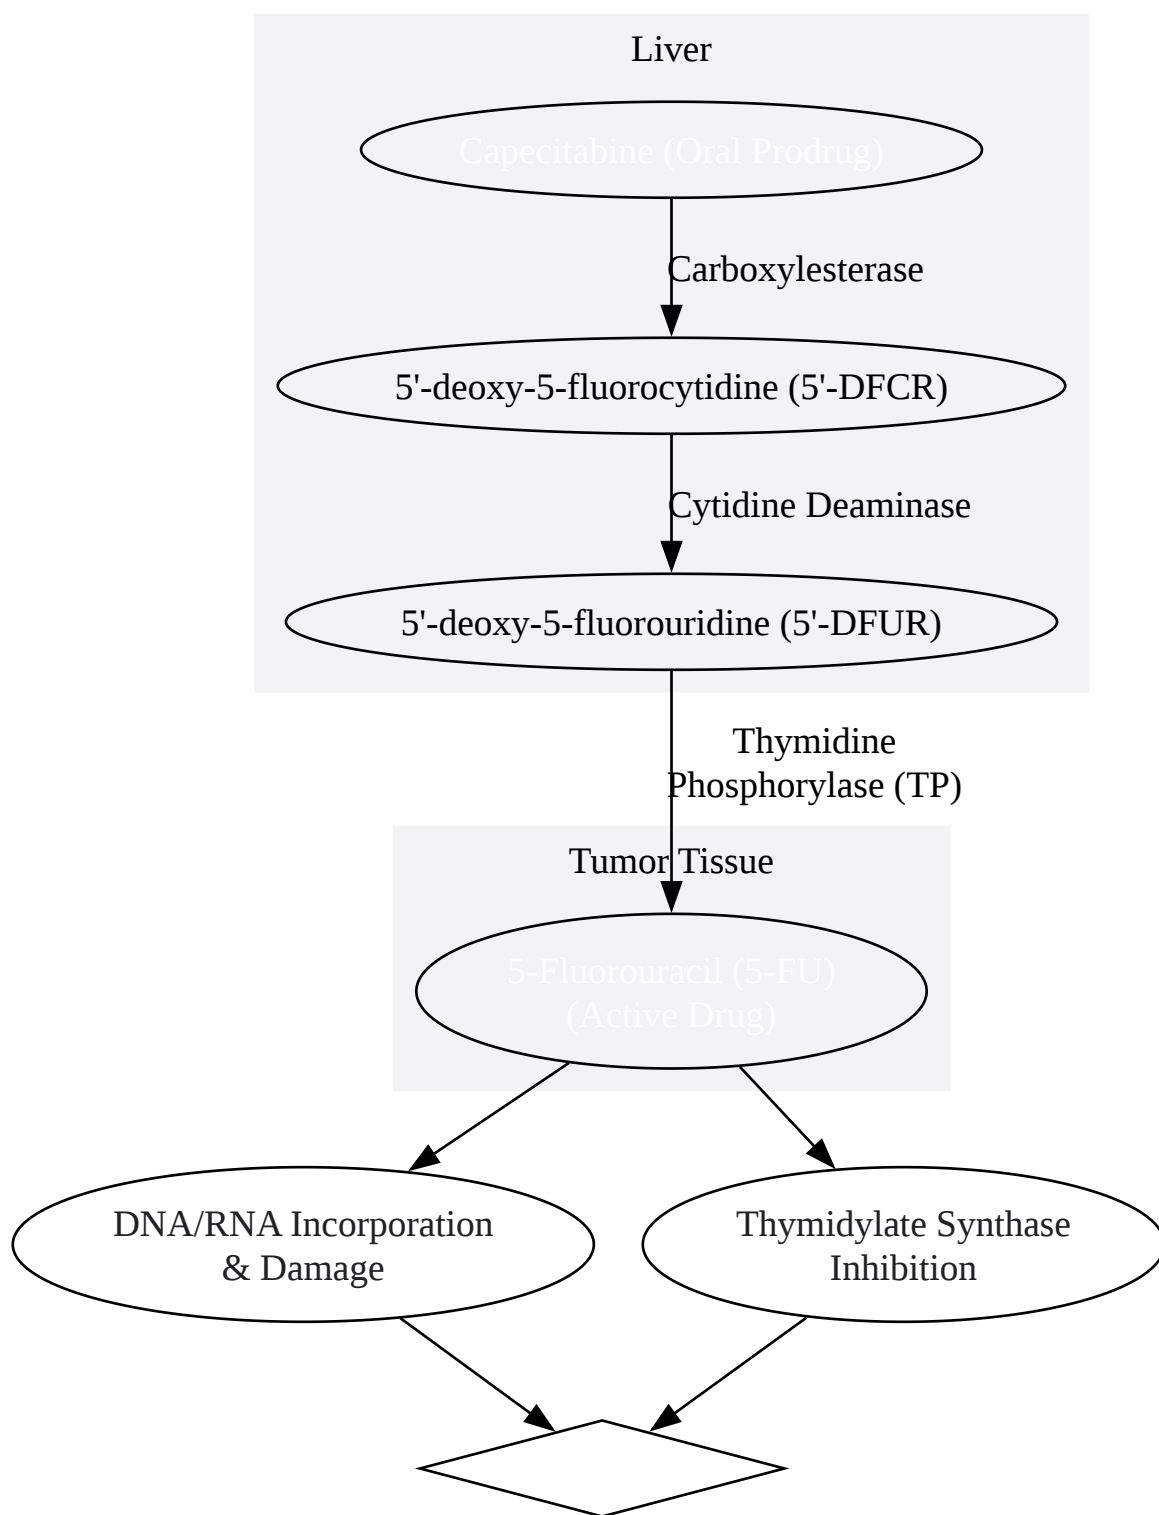 Liver
Capecitabine (Oral Prodrug)
Carboxylesterase
5'-deoxy-5-fluorocytidine (5'-DFCR)
Cytidine Deaminase
5'-deoxy-5-fluorouridine (5'-DFUR)
Thymidine
Phosphorylase (TP)
Tumor Tissue
5-Fluorouracil (5-FU)
(Active Drug)
DNA/RNA Incorporation
& Damage
Thymidylate Synthase
Inhibition